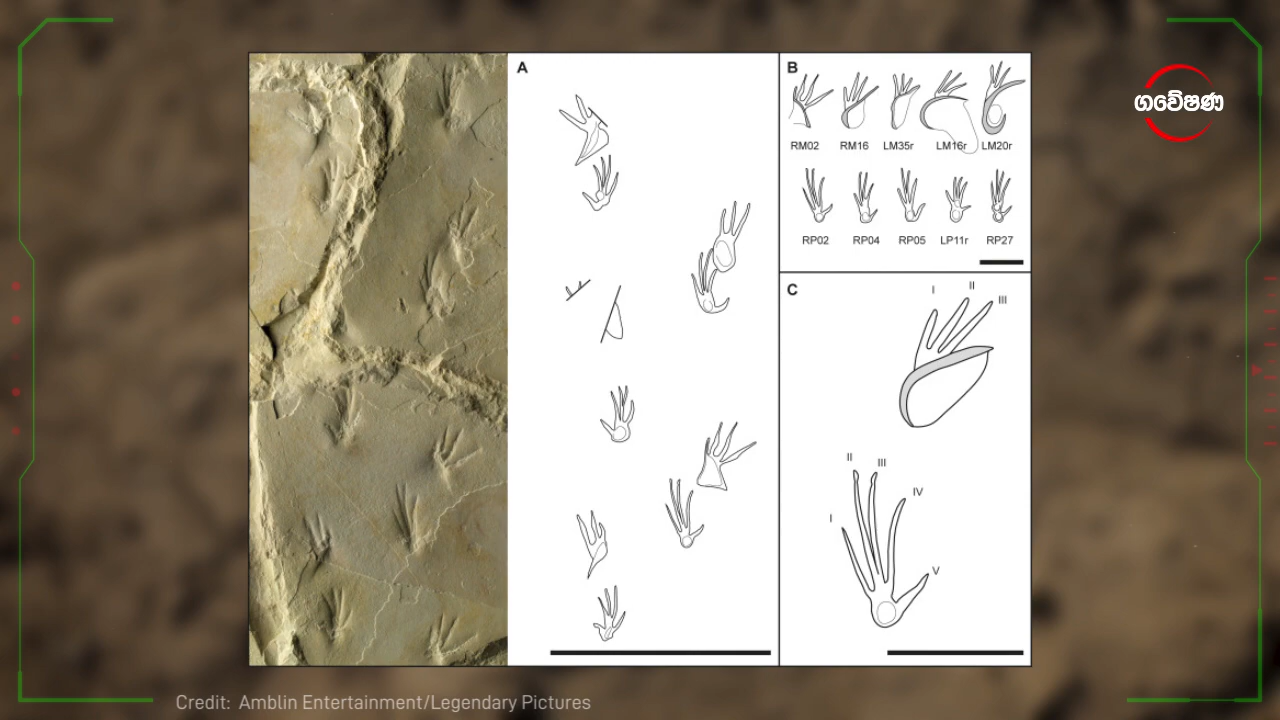 A
B
ගවේෂණ
RM02 RM16 LM35r LM16r LM20r
RP02 RP04 RP05 LP11r RP27
C
I II III
II III IV
I V
Credit: Amblin Entertainment/Legendary Pictures